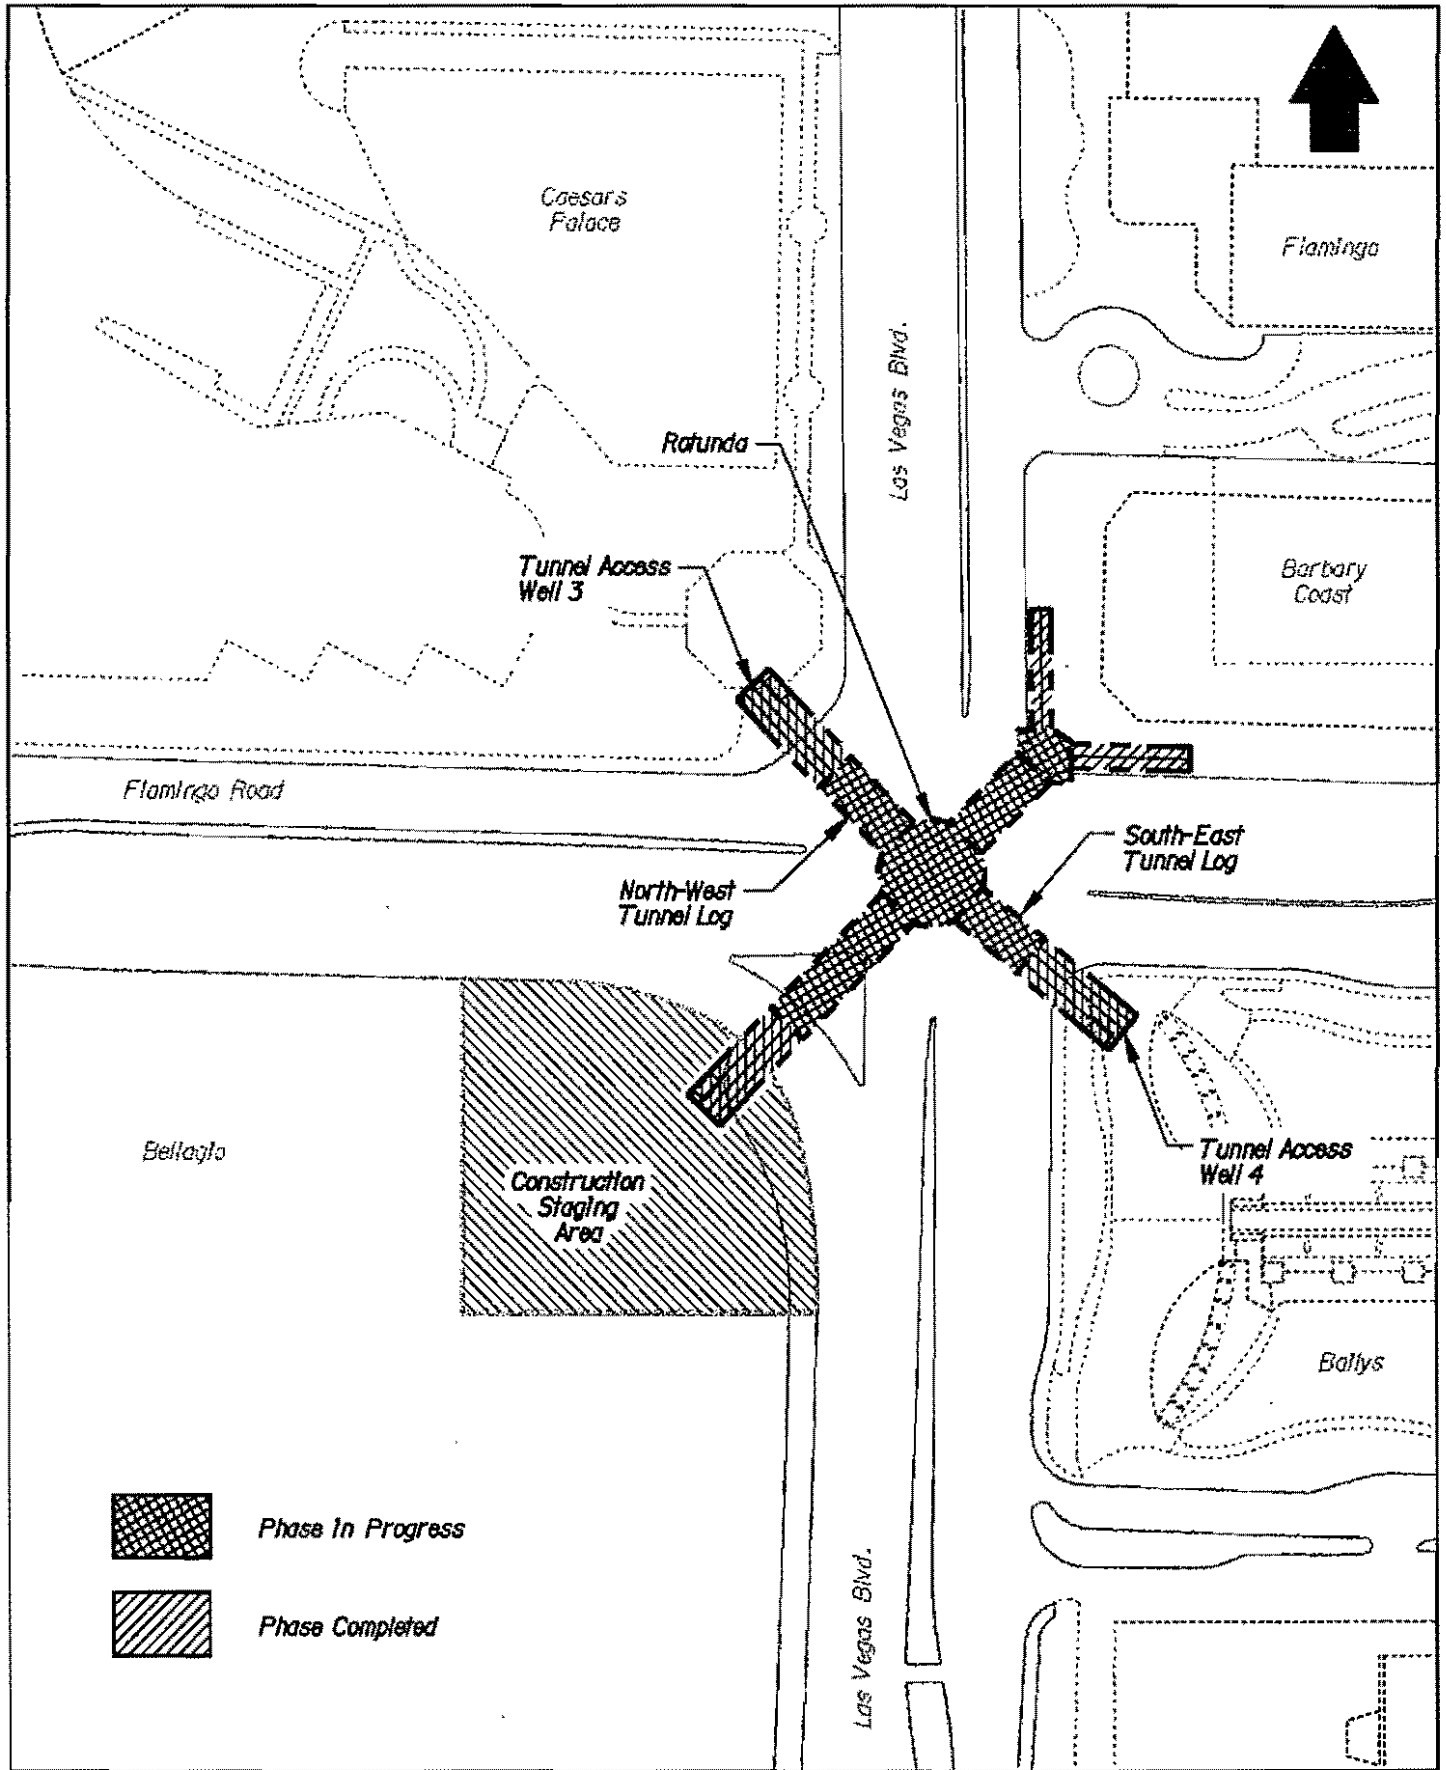 Caesars
Palace
Flamingo
Las Vegas Blvd.
Rotunda
Tunnel Access
Well 3
Barbary
Coast
Flamingo Road
South-East
Tunnel Leg
North-West
Tunnel Leg
Bellagio
Construction
Staging
Area
Tunnel Access
Well 4
Ballys
Phase In Progress
Phase Completed
Las Vegas Blvd.